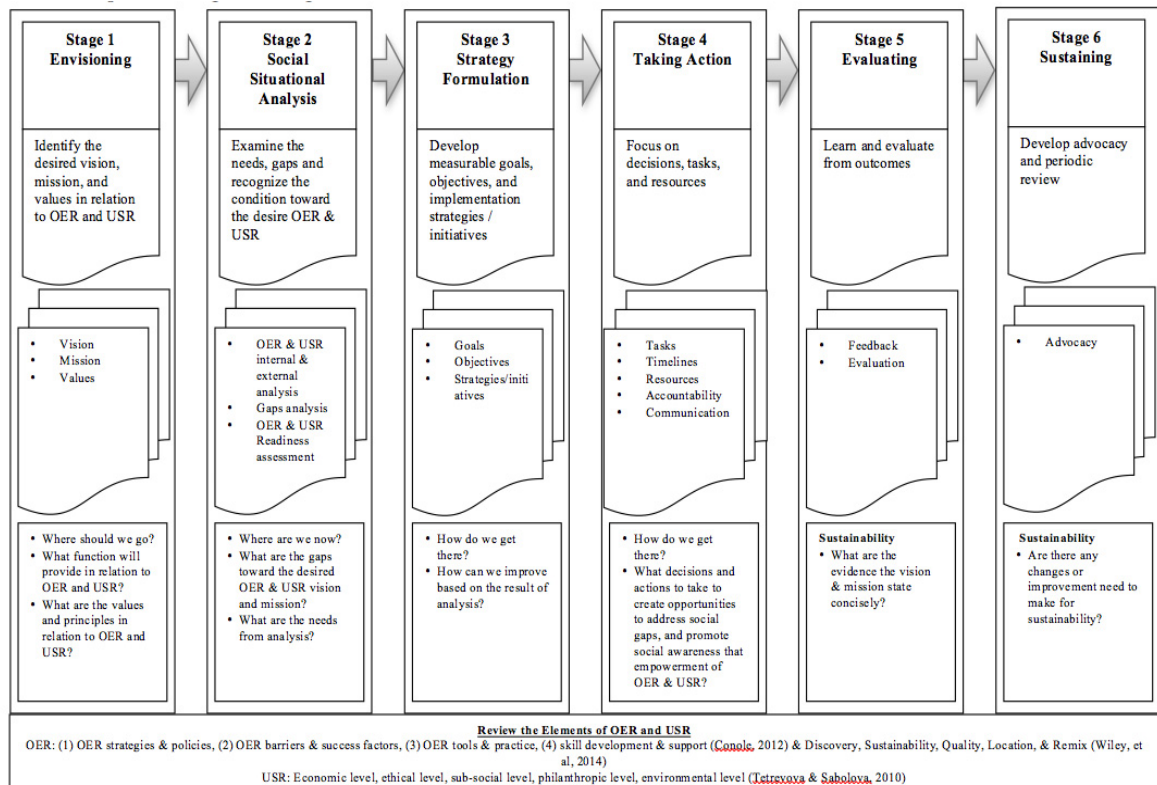 Stage 1
Envisioning
Identify the
desired vision,
mission, and
values in relation
to OER and USR
• Vision
• Mission
• Values
• Where should we go?
• What function will
provide in relation to
OER and USR?
• What are the values
and principles in
relation to OER and
USR?
Stage 2
Social
Situational
Analysis
Examine the
needs, gaps and
recognize the
condition toward
the desire OER &
USR
• OER & USR
internal &
external
analysis
• Gaps analysis
• OER & USR
Readiness
assessment
• Where are we now?
• What are the gaps
toward the desired
OER & USR vision
and mission?
• What are the needs
from analysis?
Stage 3
Strategy
Formulation
Develop
measurable goals,
objectives, and
implementation
strategies /
initiatives
• Goals
• Objectives
• Strategies/initi
atives
• How do we get
there?
• How can we improve
based on the result of
analysis?
Stage 4
Taking Action
Focus on
decisions, tasks,
and resources
• Tasks
• Timelines
• Resources
• Accountability
• Communication
• How do we get
there?
• What decisions and
actions to take to
create opportunities
to address social
gaps, and promote
social awareness that
empowerment of
OER & USR?
Stage 5
Evaluating
Learn and evaluate
from outcomes
• Feedback
• Evaluation
Sustainability
• What are the
evidence the vision
& mission state
concisely?
Stage 6
Sustaining
Develop advocacy
and periodic
review
• Advocacy
Sustainability
• Are there any
changes or
improvement need to
make for
sustainability?
Review the Elements of OER and USR
OER: (1) OER strategies & policies, (2) OER barriers & success factors, (3) OER tools & practice, (4) skill development & support (Conole, 2012) & Discovery, Sustainability, Quality, Location, & Remix (Wiley, et
al, 2014)
USR: Economic level, ethical level, sub-social level, philanthropic level, environmental level (Tetrevova & Sabolova, 2010)